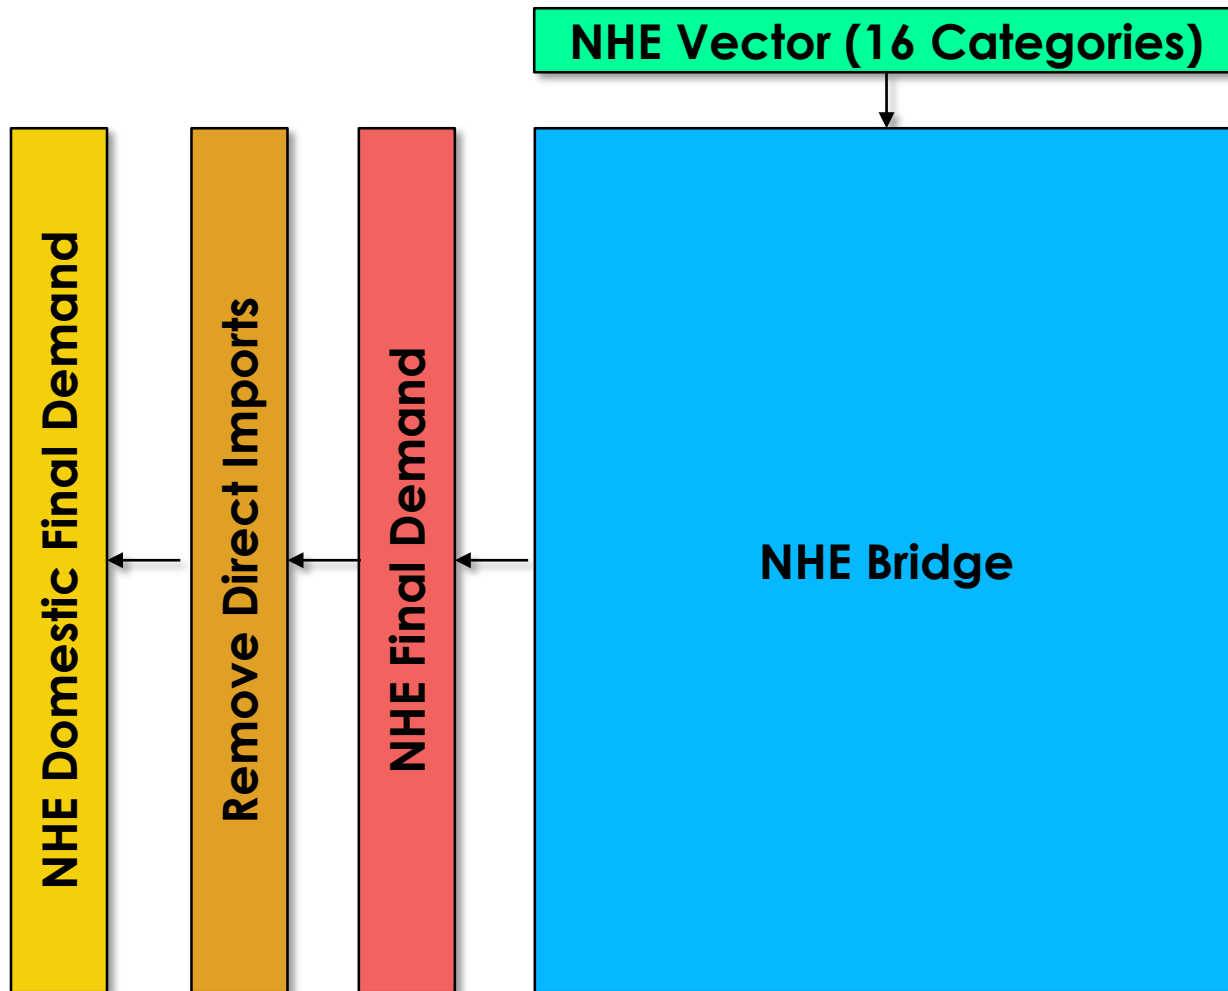 NHE Vector (16 Categories)
NHE Domestic Final Demand
Remove Direct Imports
NHE Final Demand
NHE Bridge